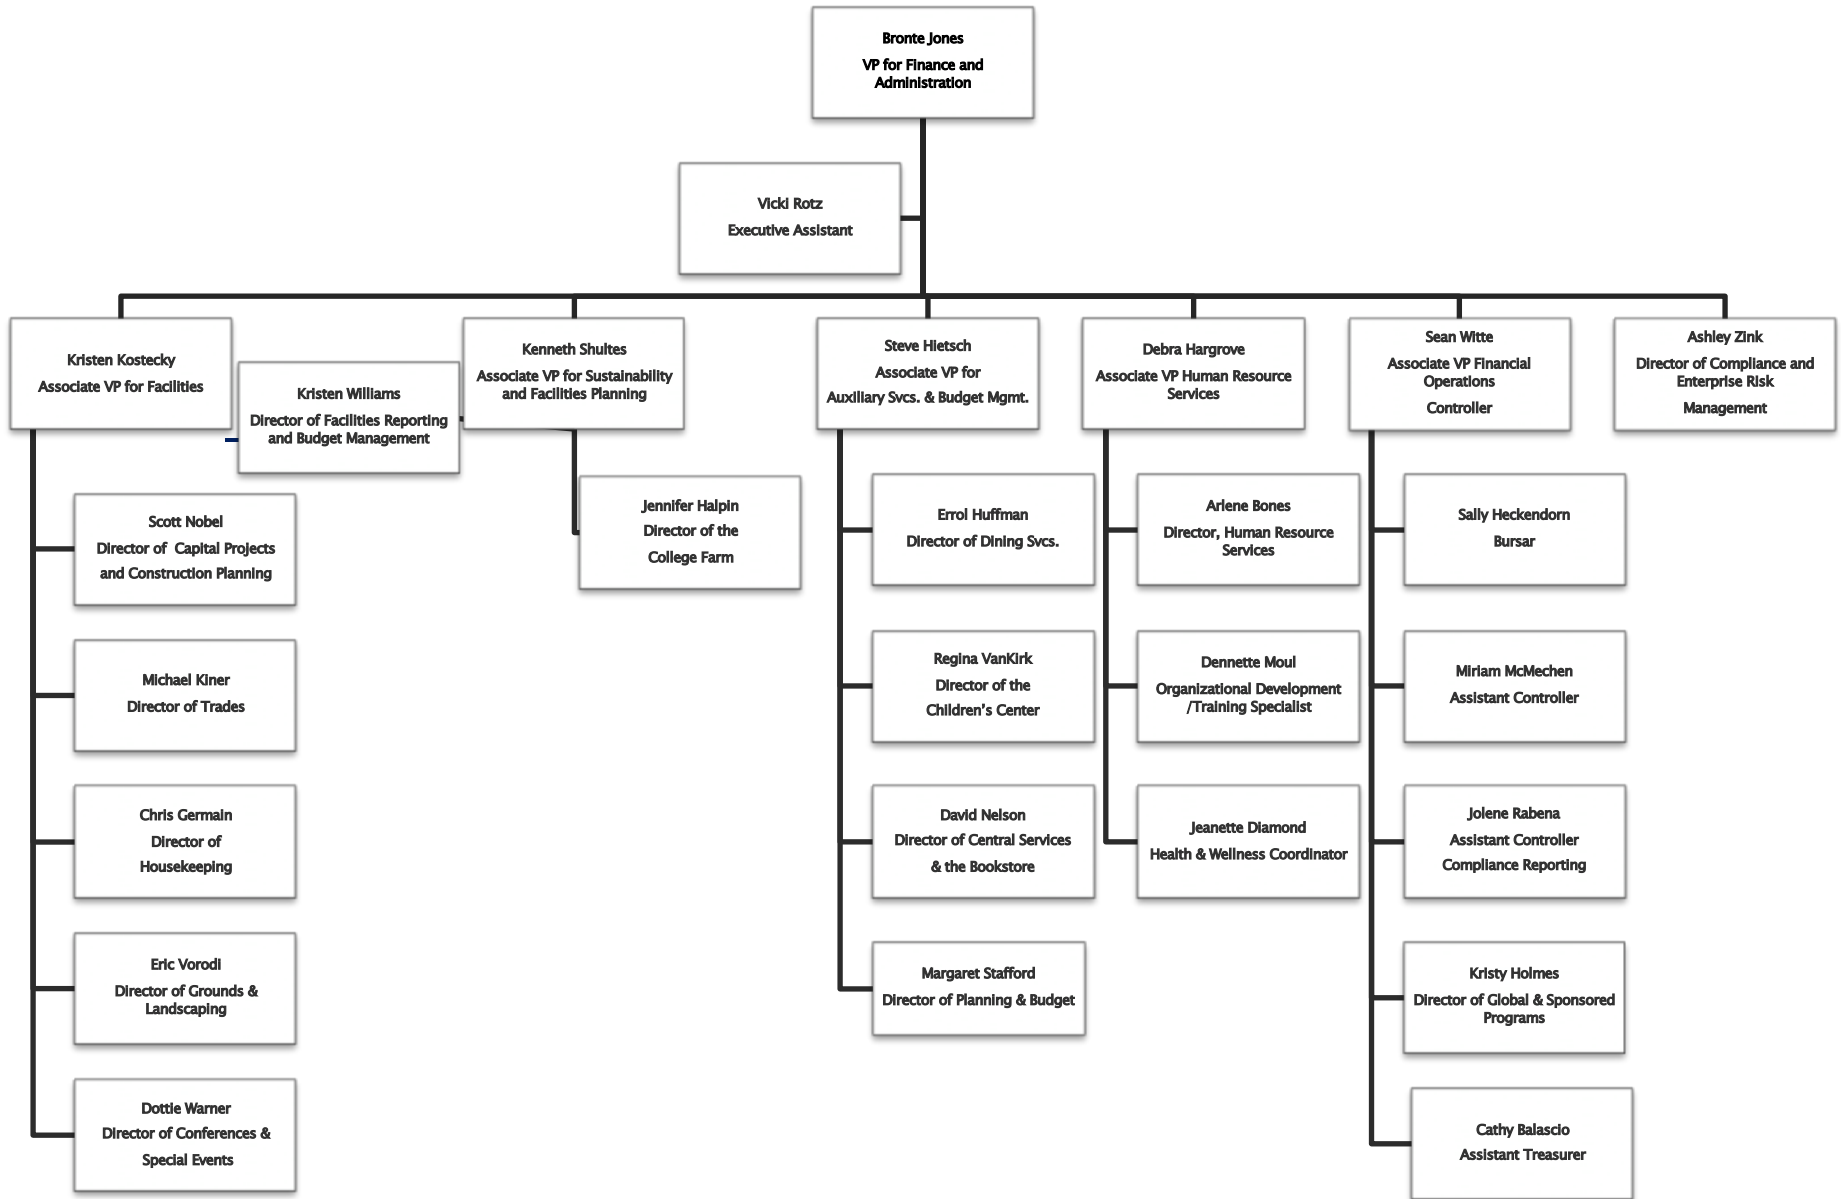 Bronte Jones
VP for Finance and
Administration
Vicki Rotz
Executive Assistant
Kristen Kostecky
Associate VP for Facilities
Kristen Williams
Director of Facilities Reporting
and Budget Management
Kenneth Shultes
Associate VP for Sustainability
and Facilities Planning
Steve Hietsch
Associate VP for
Auxiliary Svcs. & Budget Mgmt.
Debra Hargrove
Associate VP Human Resource
Services
Sean Witte
Associate VP Financial
Operations
Controller
Ashley Zink
Director of Compliance and
Enterprise Risk
Management
Scott Nobel
Director of Capital Projects
and Construction Planning
Michael Kiner
Director of Trades
Chris Germain
Director of
Housekeeping
Eric Vorodi
Director of Grounds &
Landscaping
Dottie Warner
Director of Conferences &
Special Events
Jennifer Halpin
Director of the
College Farm
Errol Huffman
Director of Dining Svcs.
Regina VanKirk
Director of the
Children's Center
David Nelson
Director of Central Services
& the Bookstore
Margaret Stafford
Director of Planning & Budget
Arlene Bones
Director, Human Resource
Services
Dennette Moul
Organizational Development
/Training Specialist
Jeanette Diamond
Health & Wellness Coordinator
Sally Heckendorn
Bursar
Miriam McMechen
Assistant Controller
Jolene Rabena
Assistant Controller
Compliance Reporting
Kristy Holmes
Director of Global & Sponsored
Programs
Cathy Balascio
Assistant Treasurer